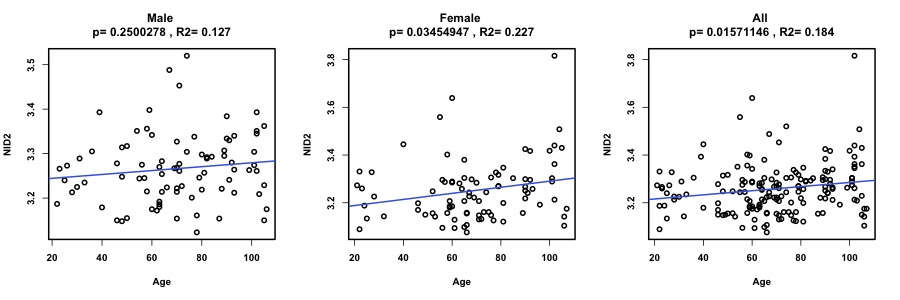 Male
p= 0.2500278 , R2= 0.127
NID2
3.5
3.4
3.3
3.2
20 40 60 80 100
Age
Female
p= 0.03454947 , R2= 0.227
NID2
3.8
3.6
3.4
3.2
20 40 60 80 100
Age
All
p= 0.01571146 , R2= 0.184
NID2
3.8
3.6
3.4
3.2
20 40 60 80 100
Age